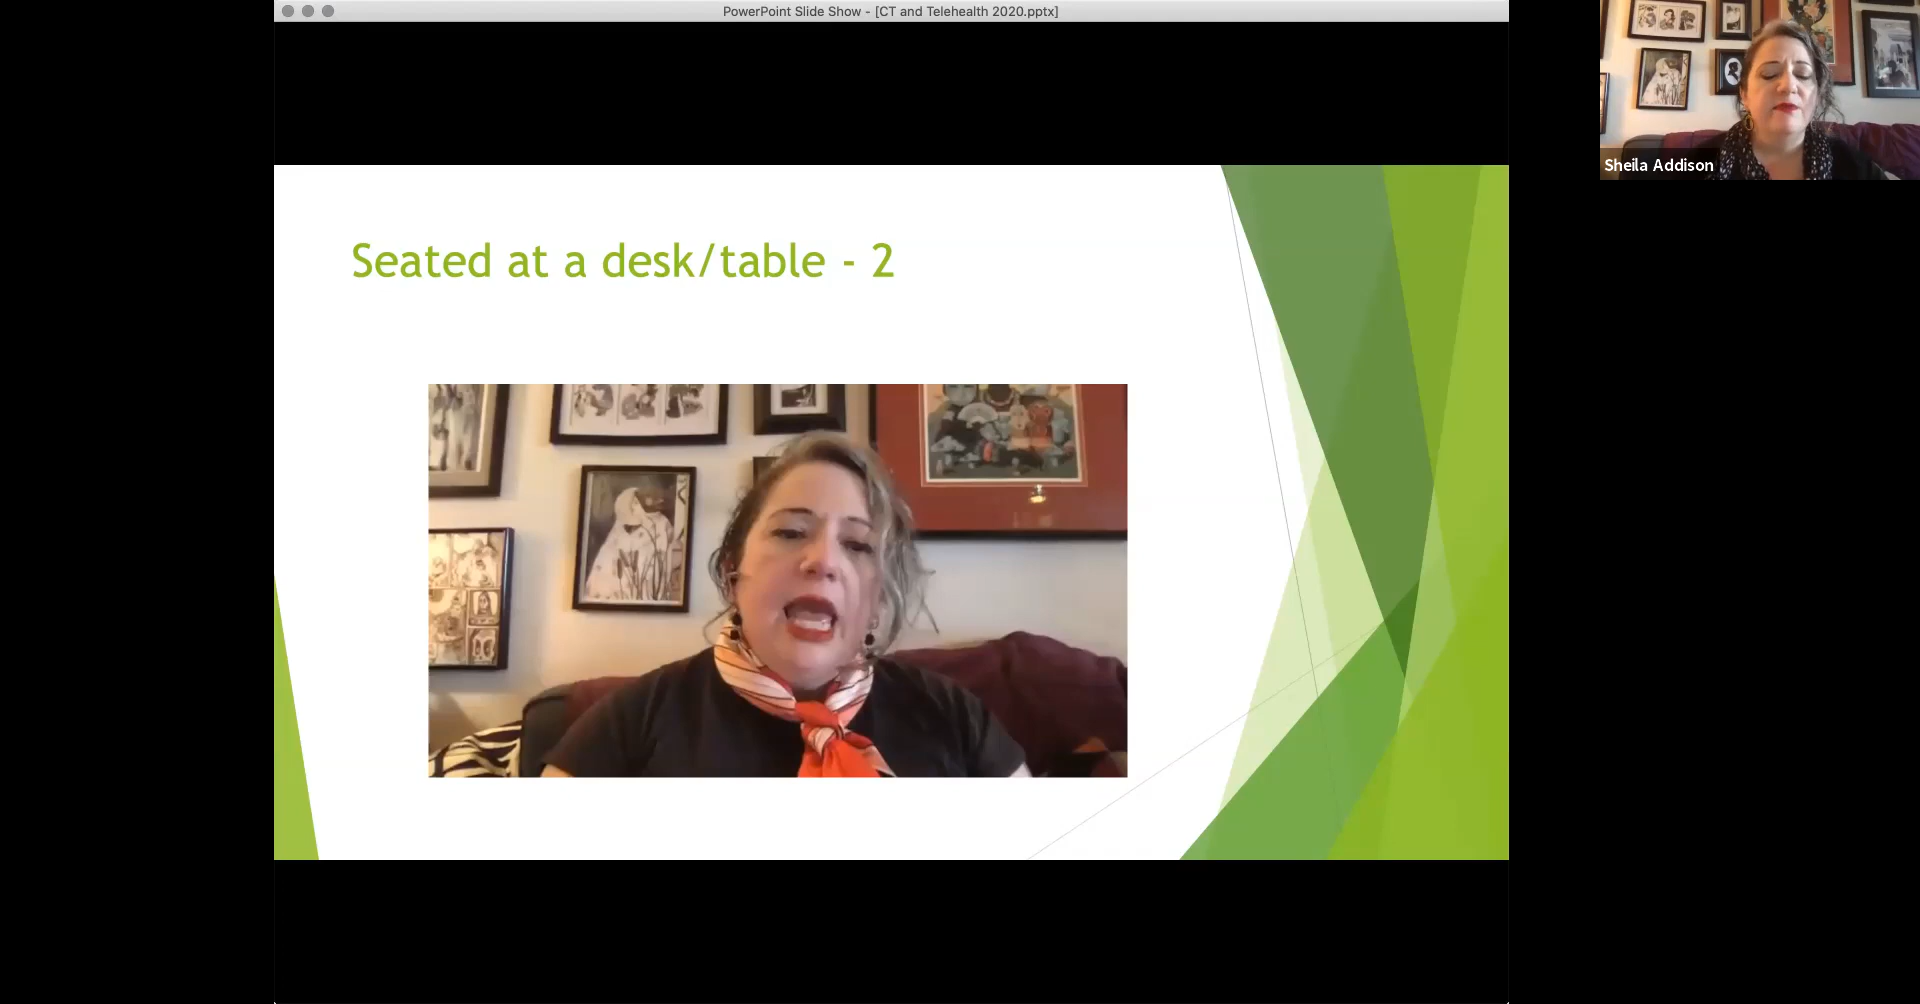 PowerPoint Slide Show - [CT and Telehealth 2020.pptx]
Sheila Addison
Seated at a desk/table - 2